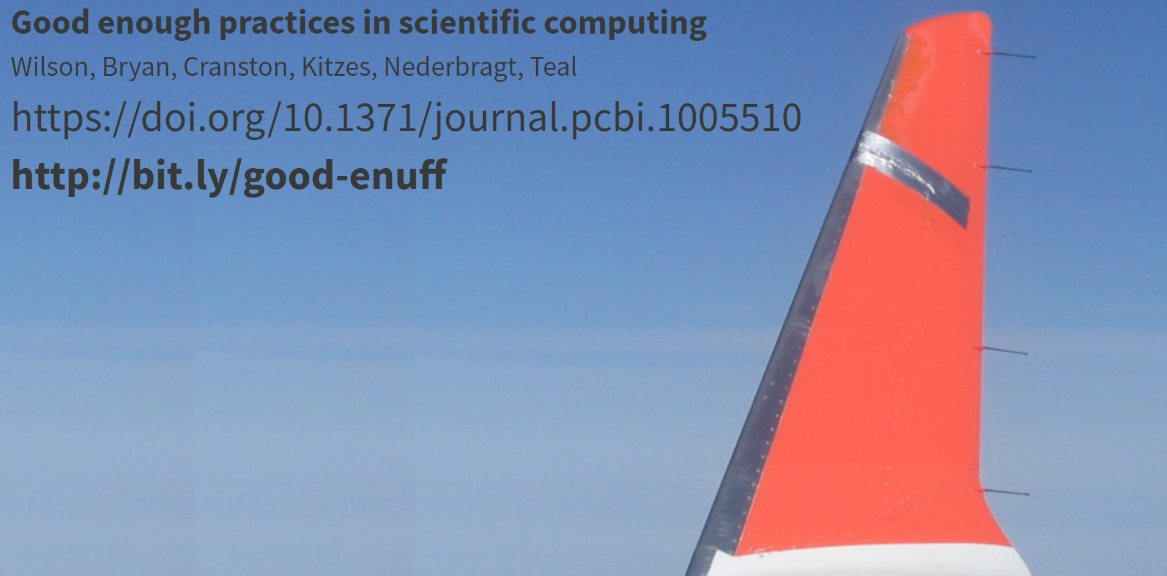 Good enough practices in scientific computing
Wilson, Bryan, Cranston, Kitzes, Nederbragt, Teal
https://doi.org/10.1371/journal.pcbi.1005510
http://bit.ly/good-enuff